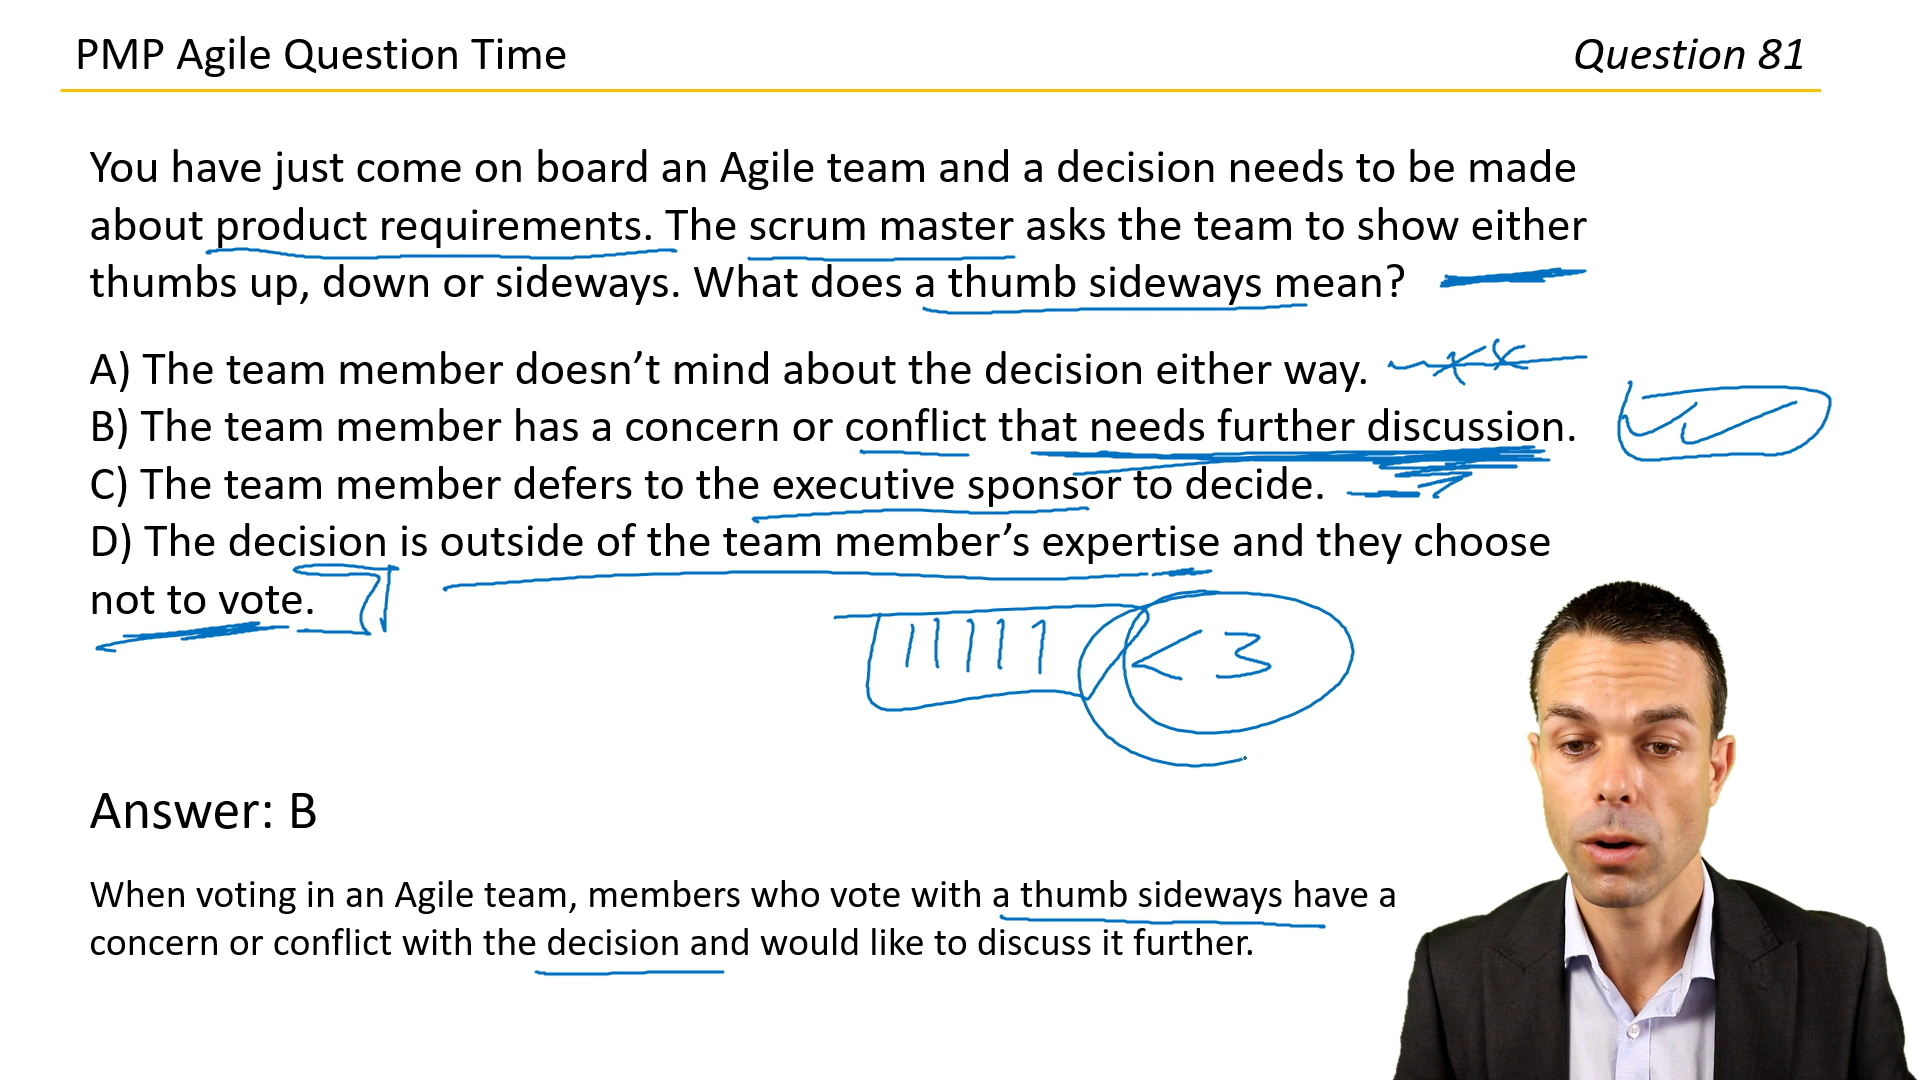 PMP Agile Question Time
Question 81
You have just come on board an Agile team and a decision needs to be made
about product requirements. The scrum master asks the team to show either
thumbs up, down or sideways. What does a thumb sideways mean?
A) The team member doesn’t mind about the decision either way.
B) The team member has a concern or conflict that needs further discussion.
C) The team member defers to the executive sponsor to decide.
D) The decision is outside of the team member’s expertise and they choose
not to vote.
< 3
Answer: B
When voting in an Agile team, members who vote with a thumb sideways have a
concern or conflict with the decision and would like to discuss it further.